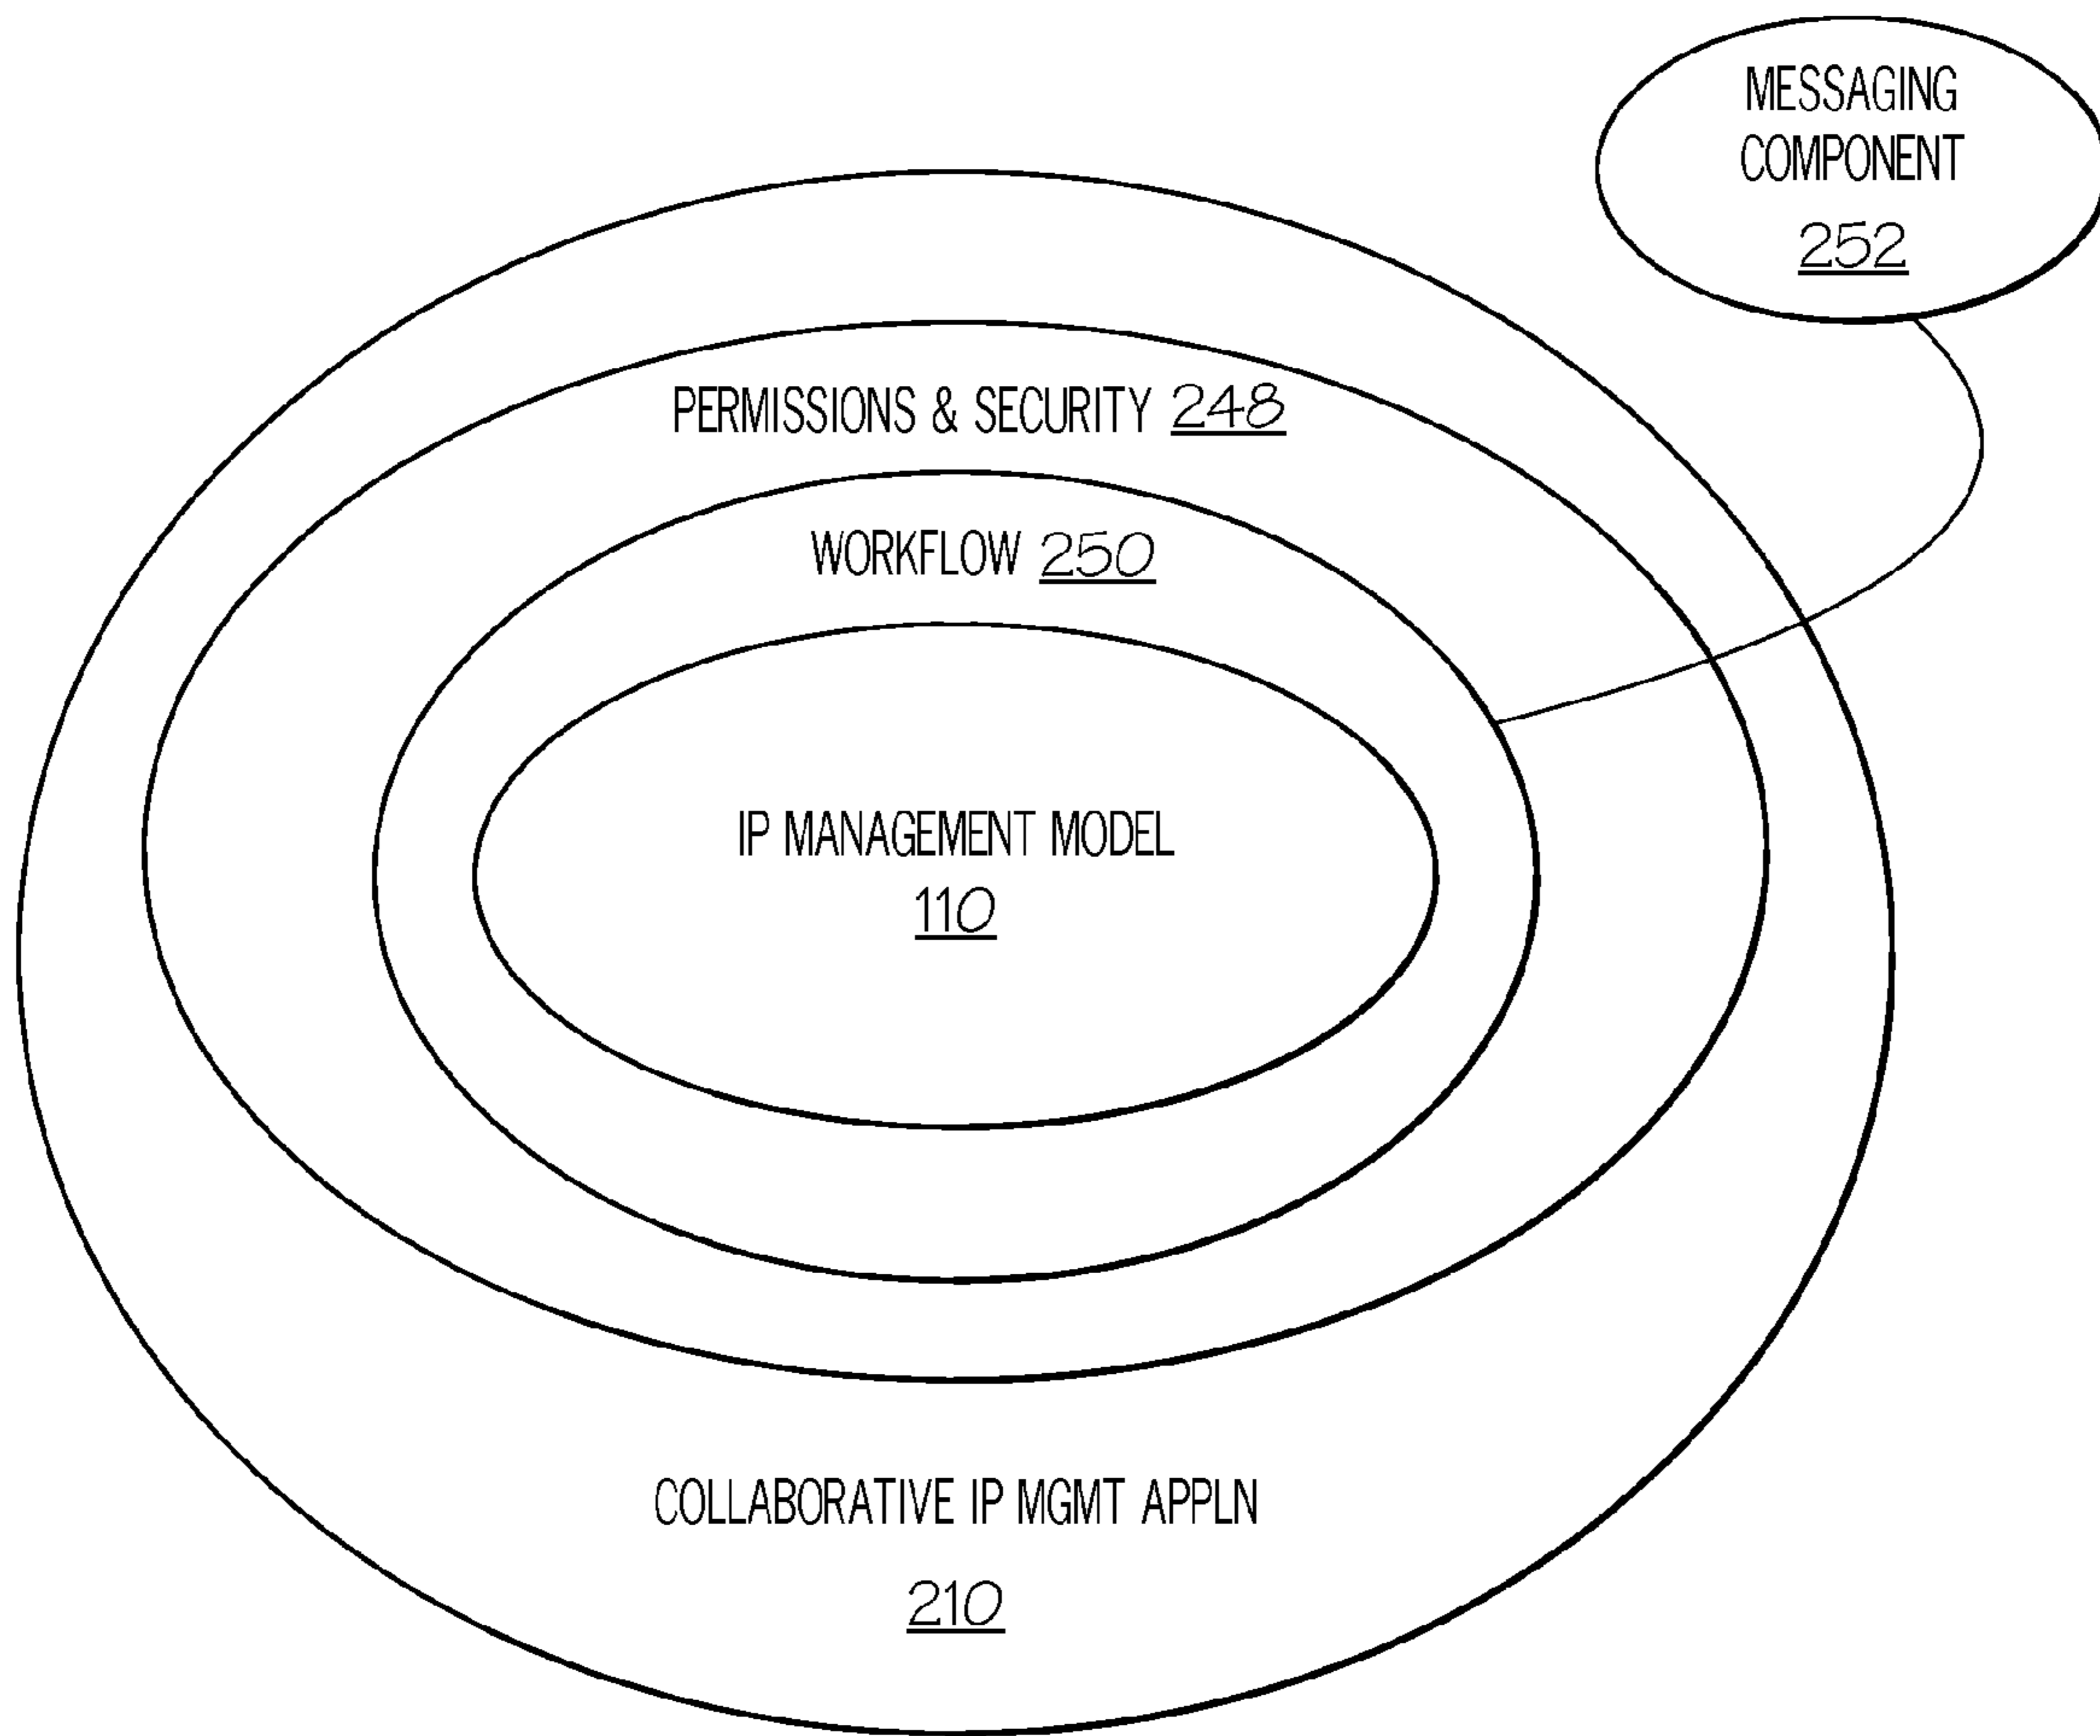 MESSAGING
COMPONENT
252
PERMISSIONS & SECURITY 248
WORKFLOW 250
IP MANAGEMENT MODEL
110
COLLABORATIVE IP MGMT APPLN
210